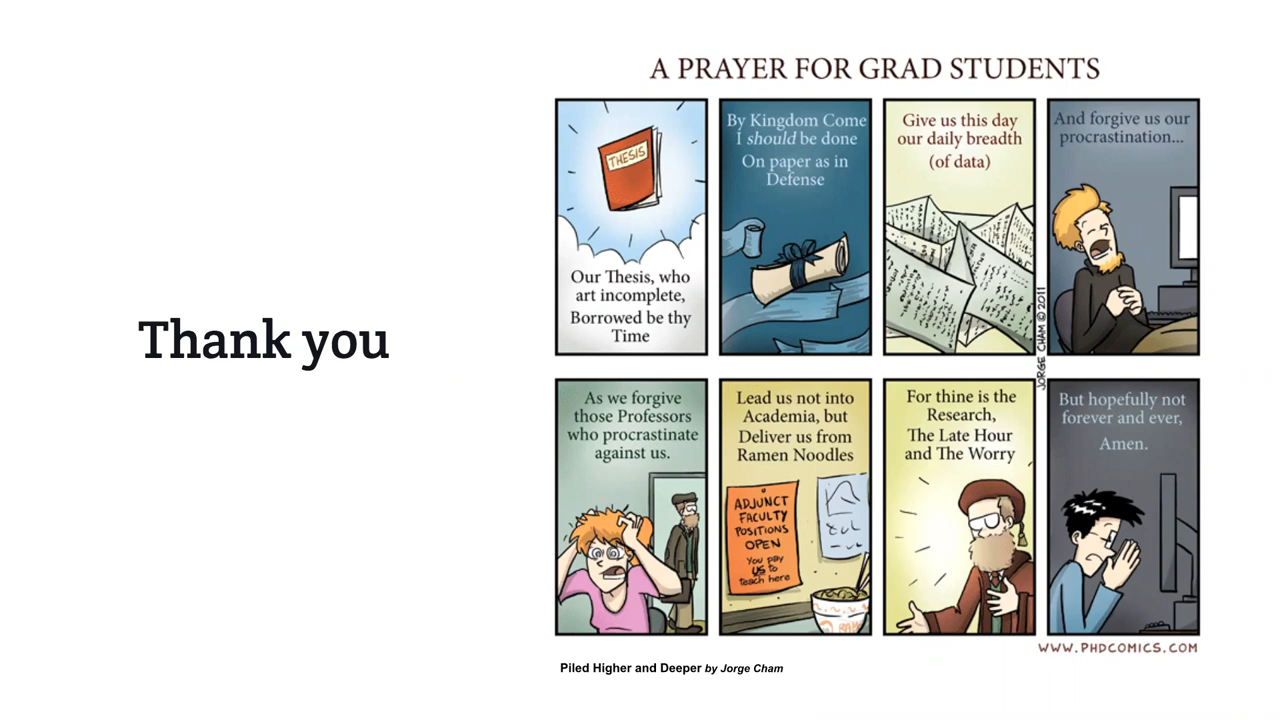 Thank you
A PRAYER FOR GRAD STUDENTS
THESIS
Our Thesis, who
art incomplete,
Borrowed be thy
Time
By Kingdom Come
I should be done
On paper as in
Defense
Give us this day
our daily breadth
(of data)
And forgive us our
procrastination...
JORGE CHAM © 2011
As we forgive
those Professors
who procrastinate
against us.
Lead us not into
Academia, but
Deliver us from
Ramen Noodles
ADJUNCT
FACULTY
POSITIONS
OPEN
You pay
us to
teach here
For thine is the
Research,
The Late Hour
and The Worry
But hopefully not
forever and ever,
Amen.
WWW.PHDCOMICS.COM
Piled Higher and Deeper by Jorge Cham